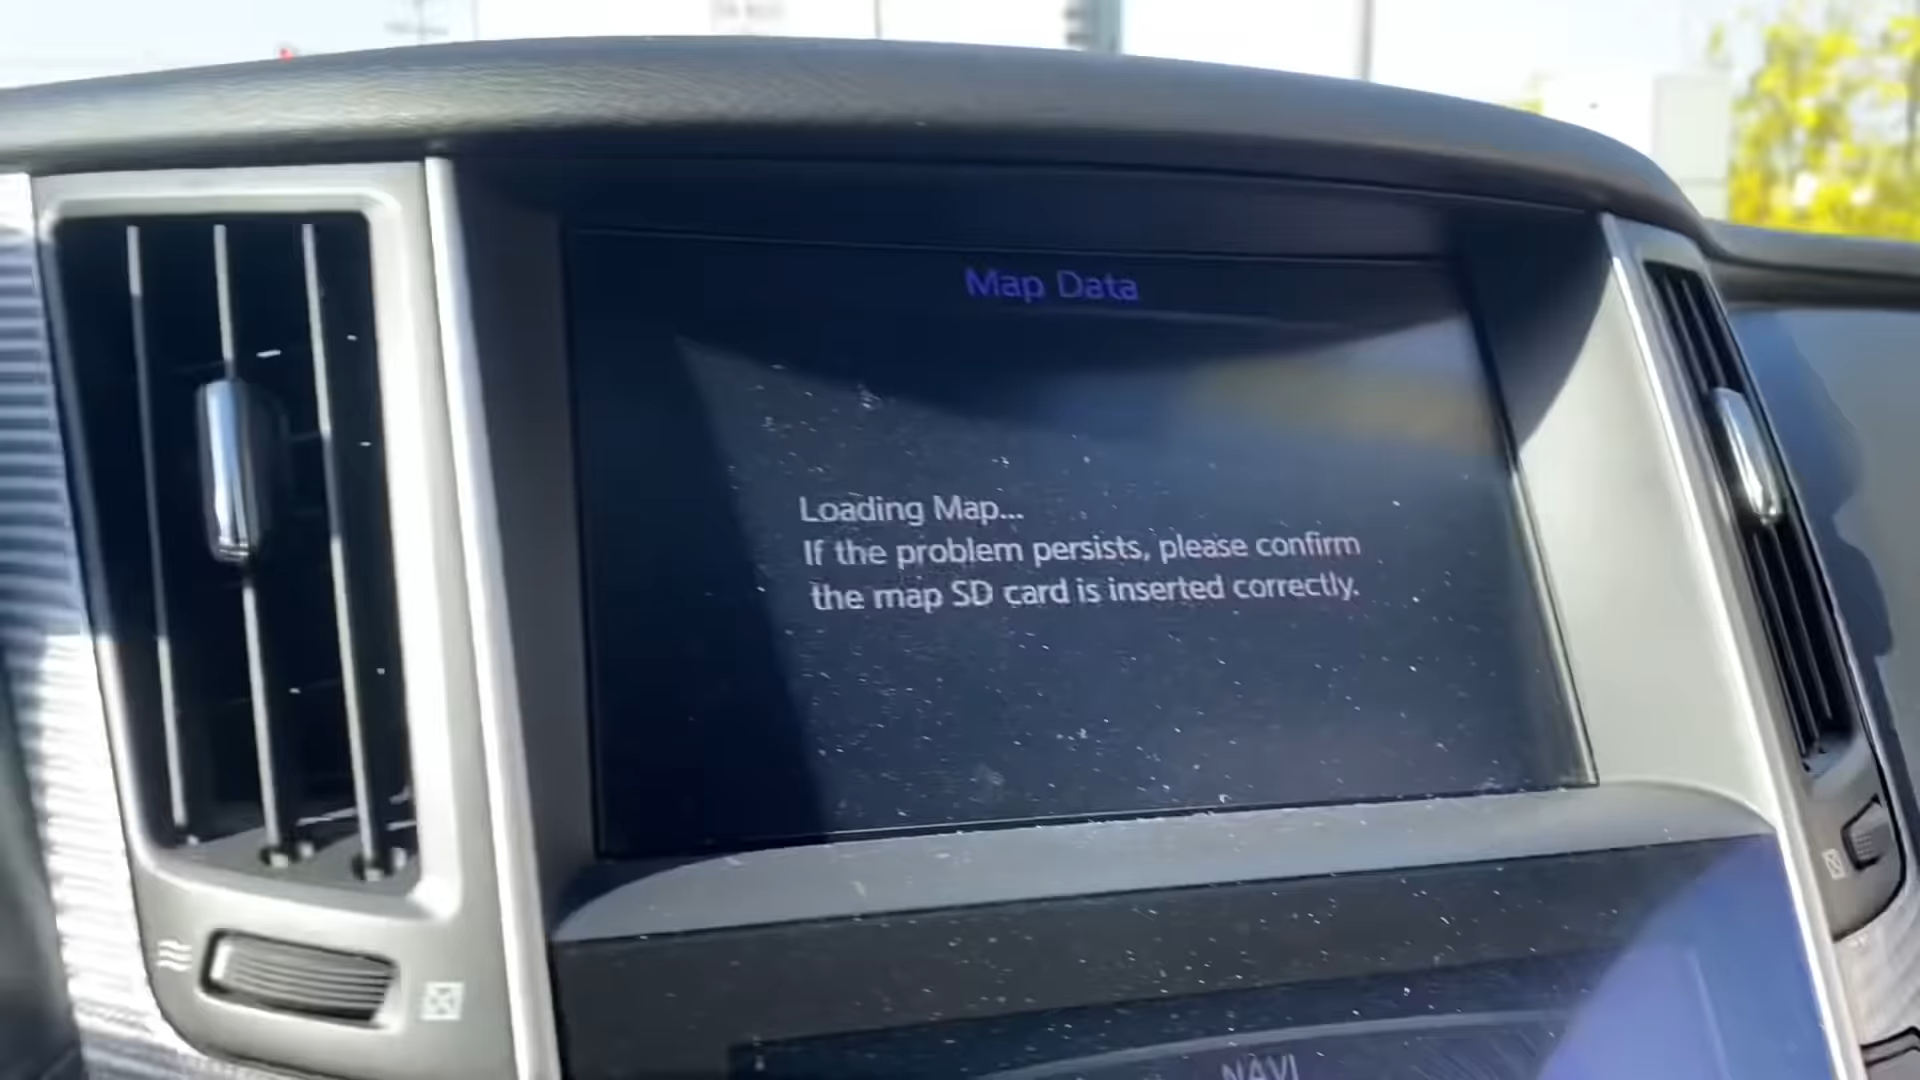 Map Data
Loading Map...
If the problem persists, please confirm
the map SD card is inserted correctly.
NAVI